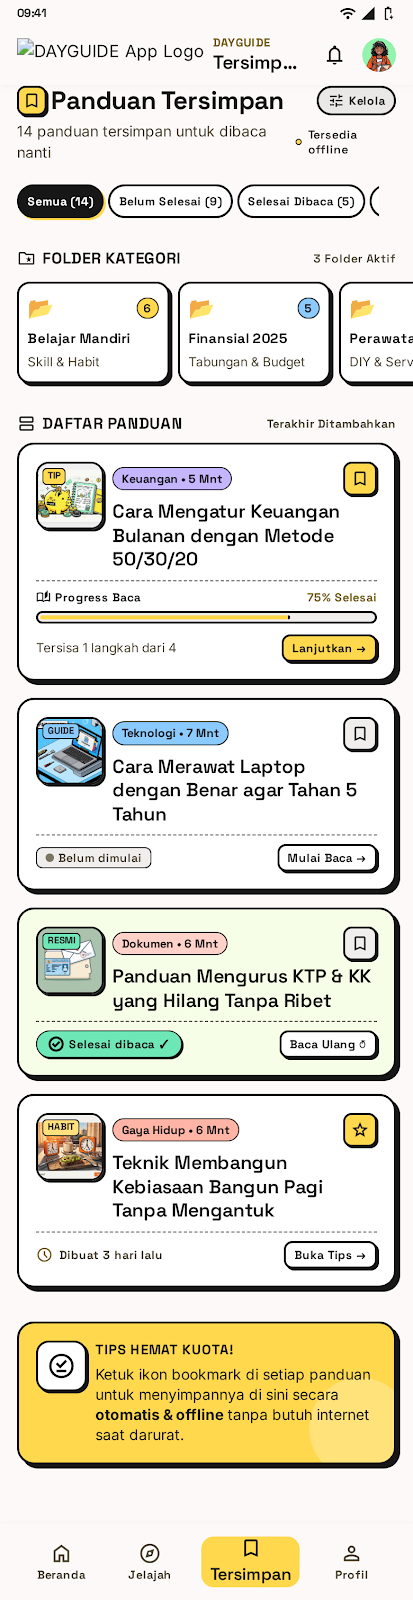 09:41
DAYGUIDE App Logo
DAYGUIDE
Tersimp...
Panduan Tersimpan
Kelola
14 panduan tersimpan untuk dibaca
nanti
Tersedia
offline
Semua (14)
Belum Selesai (9)
Selesai Dibaca (5)
FOLDER KATEGORI
3 Folder Aktif
6
Belajar Mandiri
Skill & Habit
5
Finansial 2025
Tabungan & Budget
Perawata
DIY & Serv
DAFTAR PANDUAN
Terakhir Ditambahkan
TIP
Keuangan • 5 Mnt
Cara Mengatur Keuangan
Bulanan dengan Metode
50/30/20
Progress Baca
75% Selesai
Tersisa 1 langkah dari 4
Lanjutkan →
GUIDE
Teknologi • 7 Mnt
Cara Merawat Laptop
dengan Benar agar Tahan 5
Tahun
Belum dimulai
Mulai Baca →
RESMI
Dokumen • 6 Mnt
Panduan Mengurus KTP & KK
yang Hilang Tanpa Ribet
Selesai dibaca ✓
Baca Ulang
HABIT
Gaya Hidup • 6 Mnt
Teknik Membangun
Kebiasaan Bangun Pagi
Tanpa Mengantuk
Dibuat 3 hari lalu
Buka Tips →
TIPS HEMAT KUOTA!
Ketuk ikon bookmark di setiap panduan
untuk menyimpannya di sini secara
otomatis & offline tanpa butuh internet
saat darurat.
Beranda
Jelajah
Tersimpan
Profil